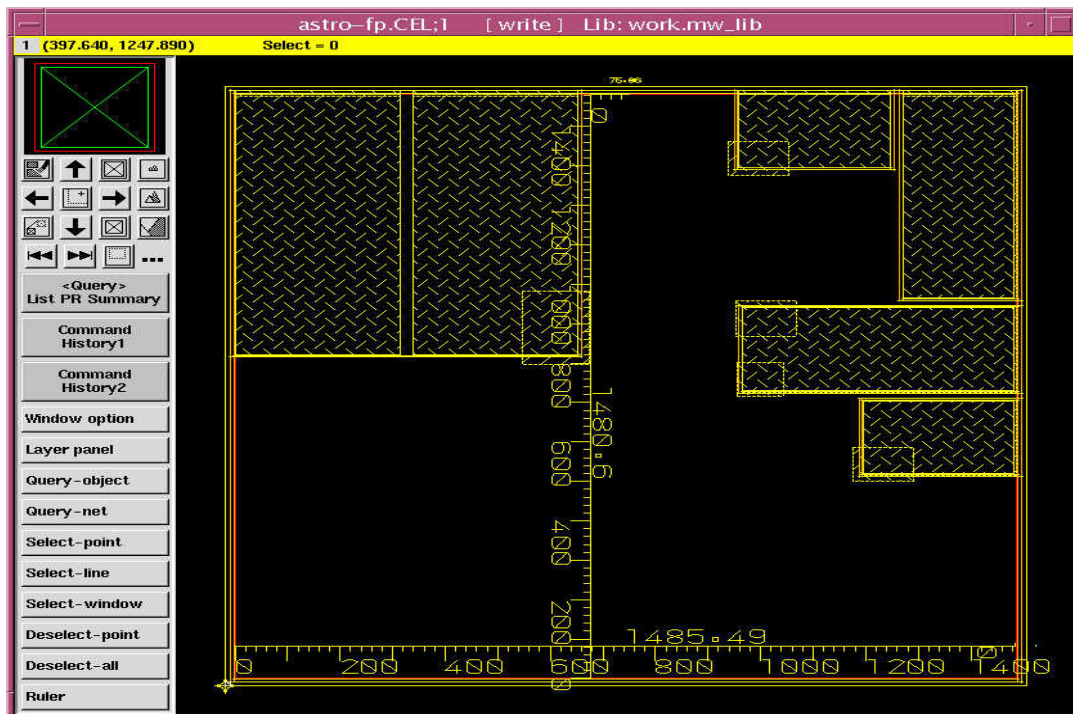 astro-fp.CEL;1 [ write ] Lib: work.mw_lib
1 (397.640, 1247.890) Select = 0
<Query>
List PR Summary
Command
History1
Command
History2
Window option
Layer panel
Query-object
Query-net
Select-point
Select-line
Select-window
Deselect-point
Deselect-all
Ruler
0
1400
1200
1000
800
600
400
200
0
1480.6
1485.49
0 200 400 600 800 1000 1200 1400
0